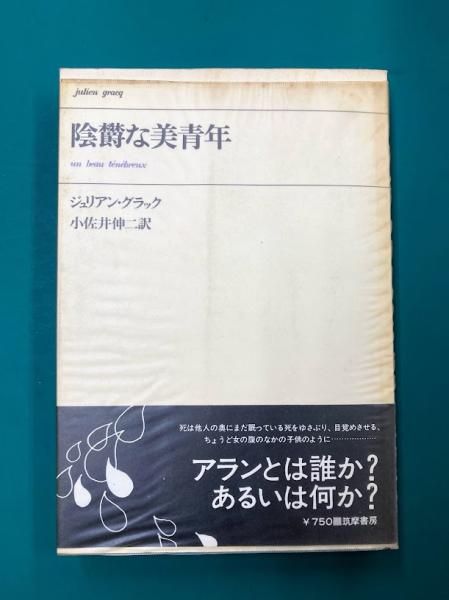 julien gracq
陰欝な美青年
un beau ténébreux
ジュリアン・グラック
小佐井伸二訳
死は他人の奥にまだ眠っている死をゆさぶり、目覚めさせる、
ちょうど女の腹のなかの子供のように………………
アランとは誰か?
あるいは何か?
￥750■筑摩書房